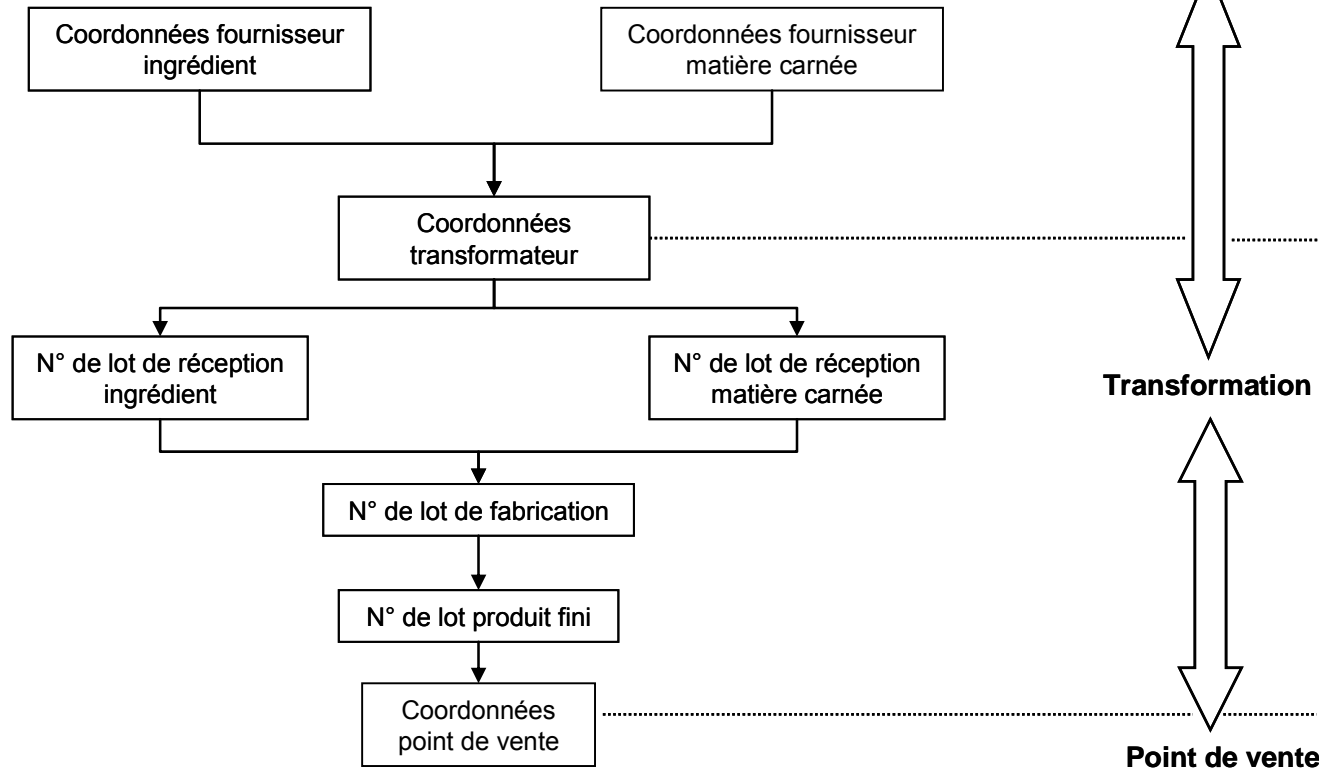 Coordonnées fournisseur
ingrédient
Coordonnées fournisseur
matière carnée
Coordonnées
transformateur
N° de lot de réception
ingrédient
N° de lot de réception
matière carnée
Transformation
N° de lot de fabrication
N° de lot produit fini
Coordonnées
point de vente
Point de vente